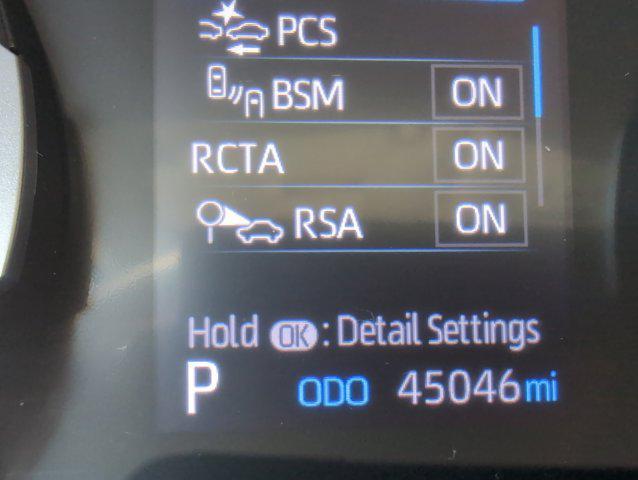 PCS
BSM ON
RCTA ON
RSA ON
Hold OK : Detail Settings
P ODO 45046 mi